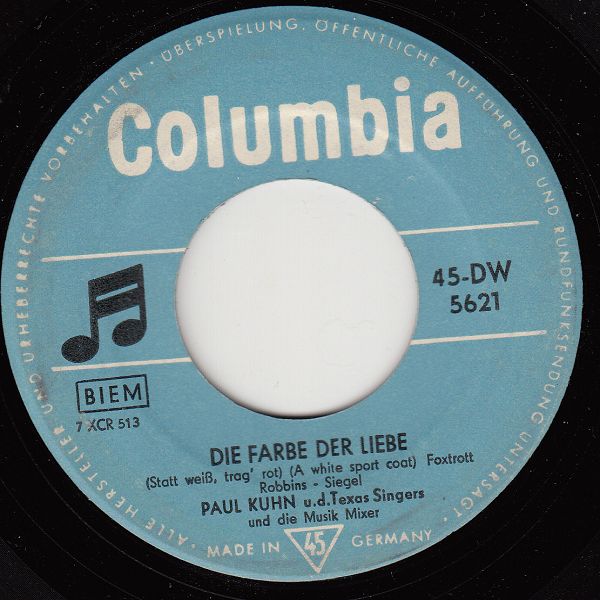 · ALLE HERSTELLER UND URHEBERRECHTE VORBEHALTEN · ÜBERSPIELUNG, ÖFFENTLICHE AUFFÜHRUNG UND RUNDFUNKSENDUNG UNTERSAGT ·
Columbia
45-DW
5621
BIEM
7 XCR 513
DIE FARBE DER LIEBE
(Statt weiß, trag' rot) (A white sport coat) Foxtrott
Robbins - Siegel
PAUL KUHN u.d. Texas Singers
und die Musik Mixer
MADE IN 45 GERMANY